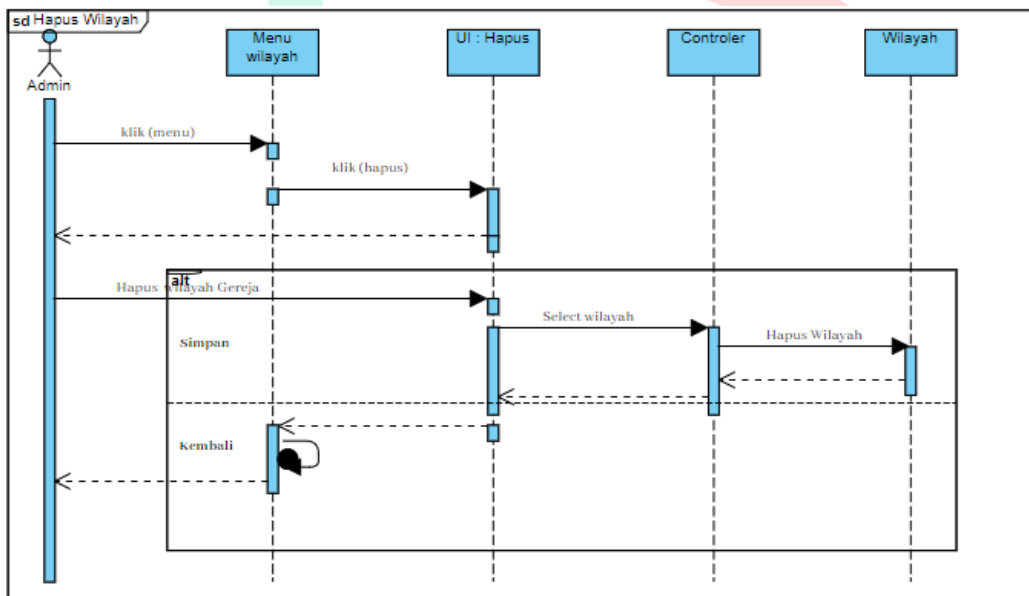 sd Hapus Wilayah
Admin
Menu
wilayah
UI : Hapus
Controler
Wilayah
klik (menu)
klik (hapus)
alt
Hapus wilayah Gereja
Select wilayah
Simpan
Hapus Wilayah
Kembali